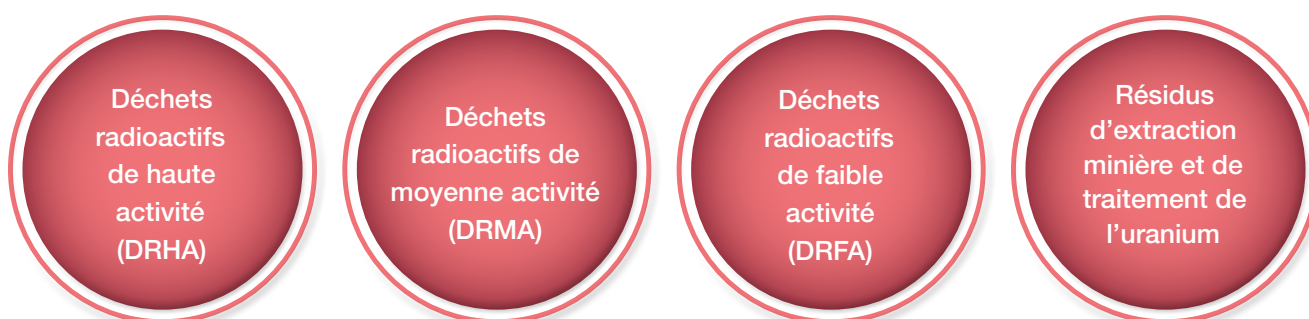 Déchets
radioactifs
de haute
activité
(DRHA)
Déchets
radioactifs de
moyenne activité
(DRMA)
Déchets
radioactifs
de faible
activité
(DRFA)
Résidus
d’extraction
minière et de
traitement de
l’uranium